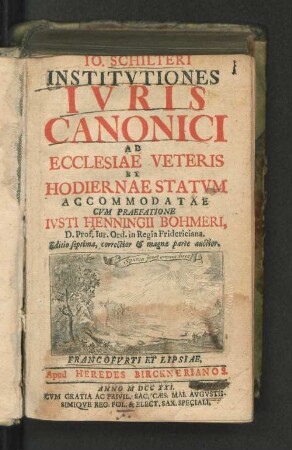 IO. SCHILTERI
INSTITVTIONES
IVRIS
CANONICI
AD
ECCLESIAE VETERIS
ET
HODIERNAE STATVM
ACCOMMODATAE
CVM PRAEFATIONE
IVSTI HENNINGII BÖHMERI,
D. Prof. Iur. Ord. in Regia Fridericiana.
Editio septima, correctior & magna parte auctior.
FRANCOFVRTI ET LIPSIAE,
Apud HEREDES BIRCKNERIANOS.
ANNO M DCC XXI.
CVM GRATIA AC PRIVIL. SAC. CAES. MAI. AVGVSTIS-
SIMIQVE REG. POL. & ELECT. SAX. SPECIALI.